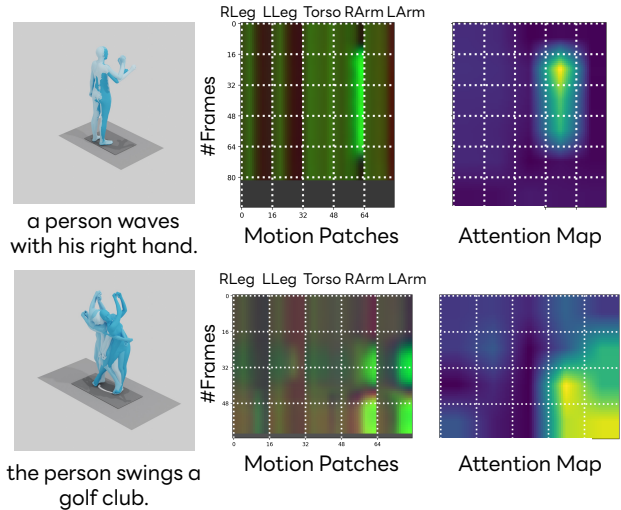 RLeg LLeg Torso RArm LArm
0
16
32
48
64
80
#Frames
0 16 32 48 64
a person waves
with his right hand.
Motion Patches
Attention Map
RLeg LLeg Torso RArm LArm
0
16
32
48
#Frames
0 16 32 48 64
Motion Patches
Attention Map
the person swings a
golf club.